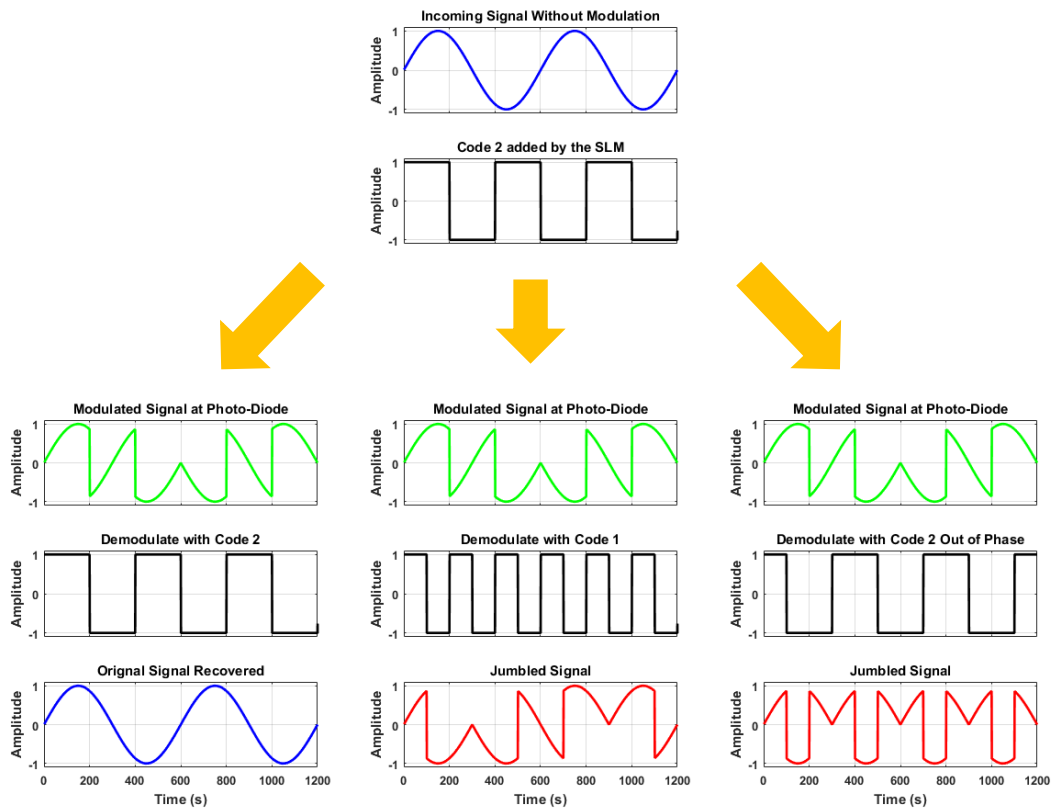 Incoming Signal Without Modulation
Amplitude
1
0
-1
Code 2 added by the SLM
Amplitude
1
0
-1
Modulated Signal at Photo-Diode
Amplitude
1
0
-1
Modulated Signal at Photo-Diode
Amplitude
1
0
-1
Modulated Signal at Photo-Diode
Amplitude
1
0
-1
Demodulate with Code 2
Amplitude
1
0
-1
Demodulate with Code 1
Amplitude
1
0
-1
Demodulate with Code 2 Out of Phase
Amplitude
1
0
-1
Orignal Signal Recovered
Amplitude
1
0
-1
0 200 400 600 800 1000 1200
Time (s)
Jumbled Signal
Amplitude
1
0
-1
0 200 400 600 800 1000 1200
Time (s)
Jumbled Signal
Amplitude
1
0
-1
0 200 400 600 800 1000 1200
Time (s)